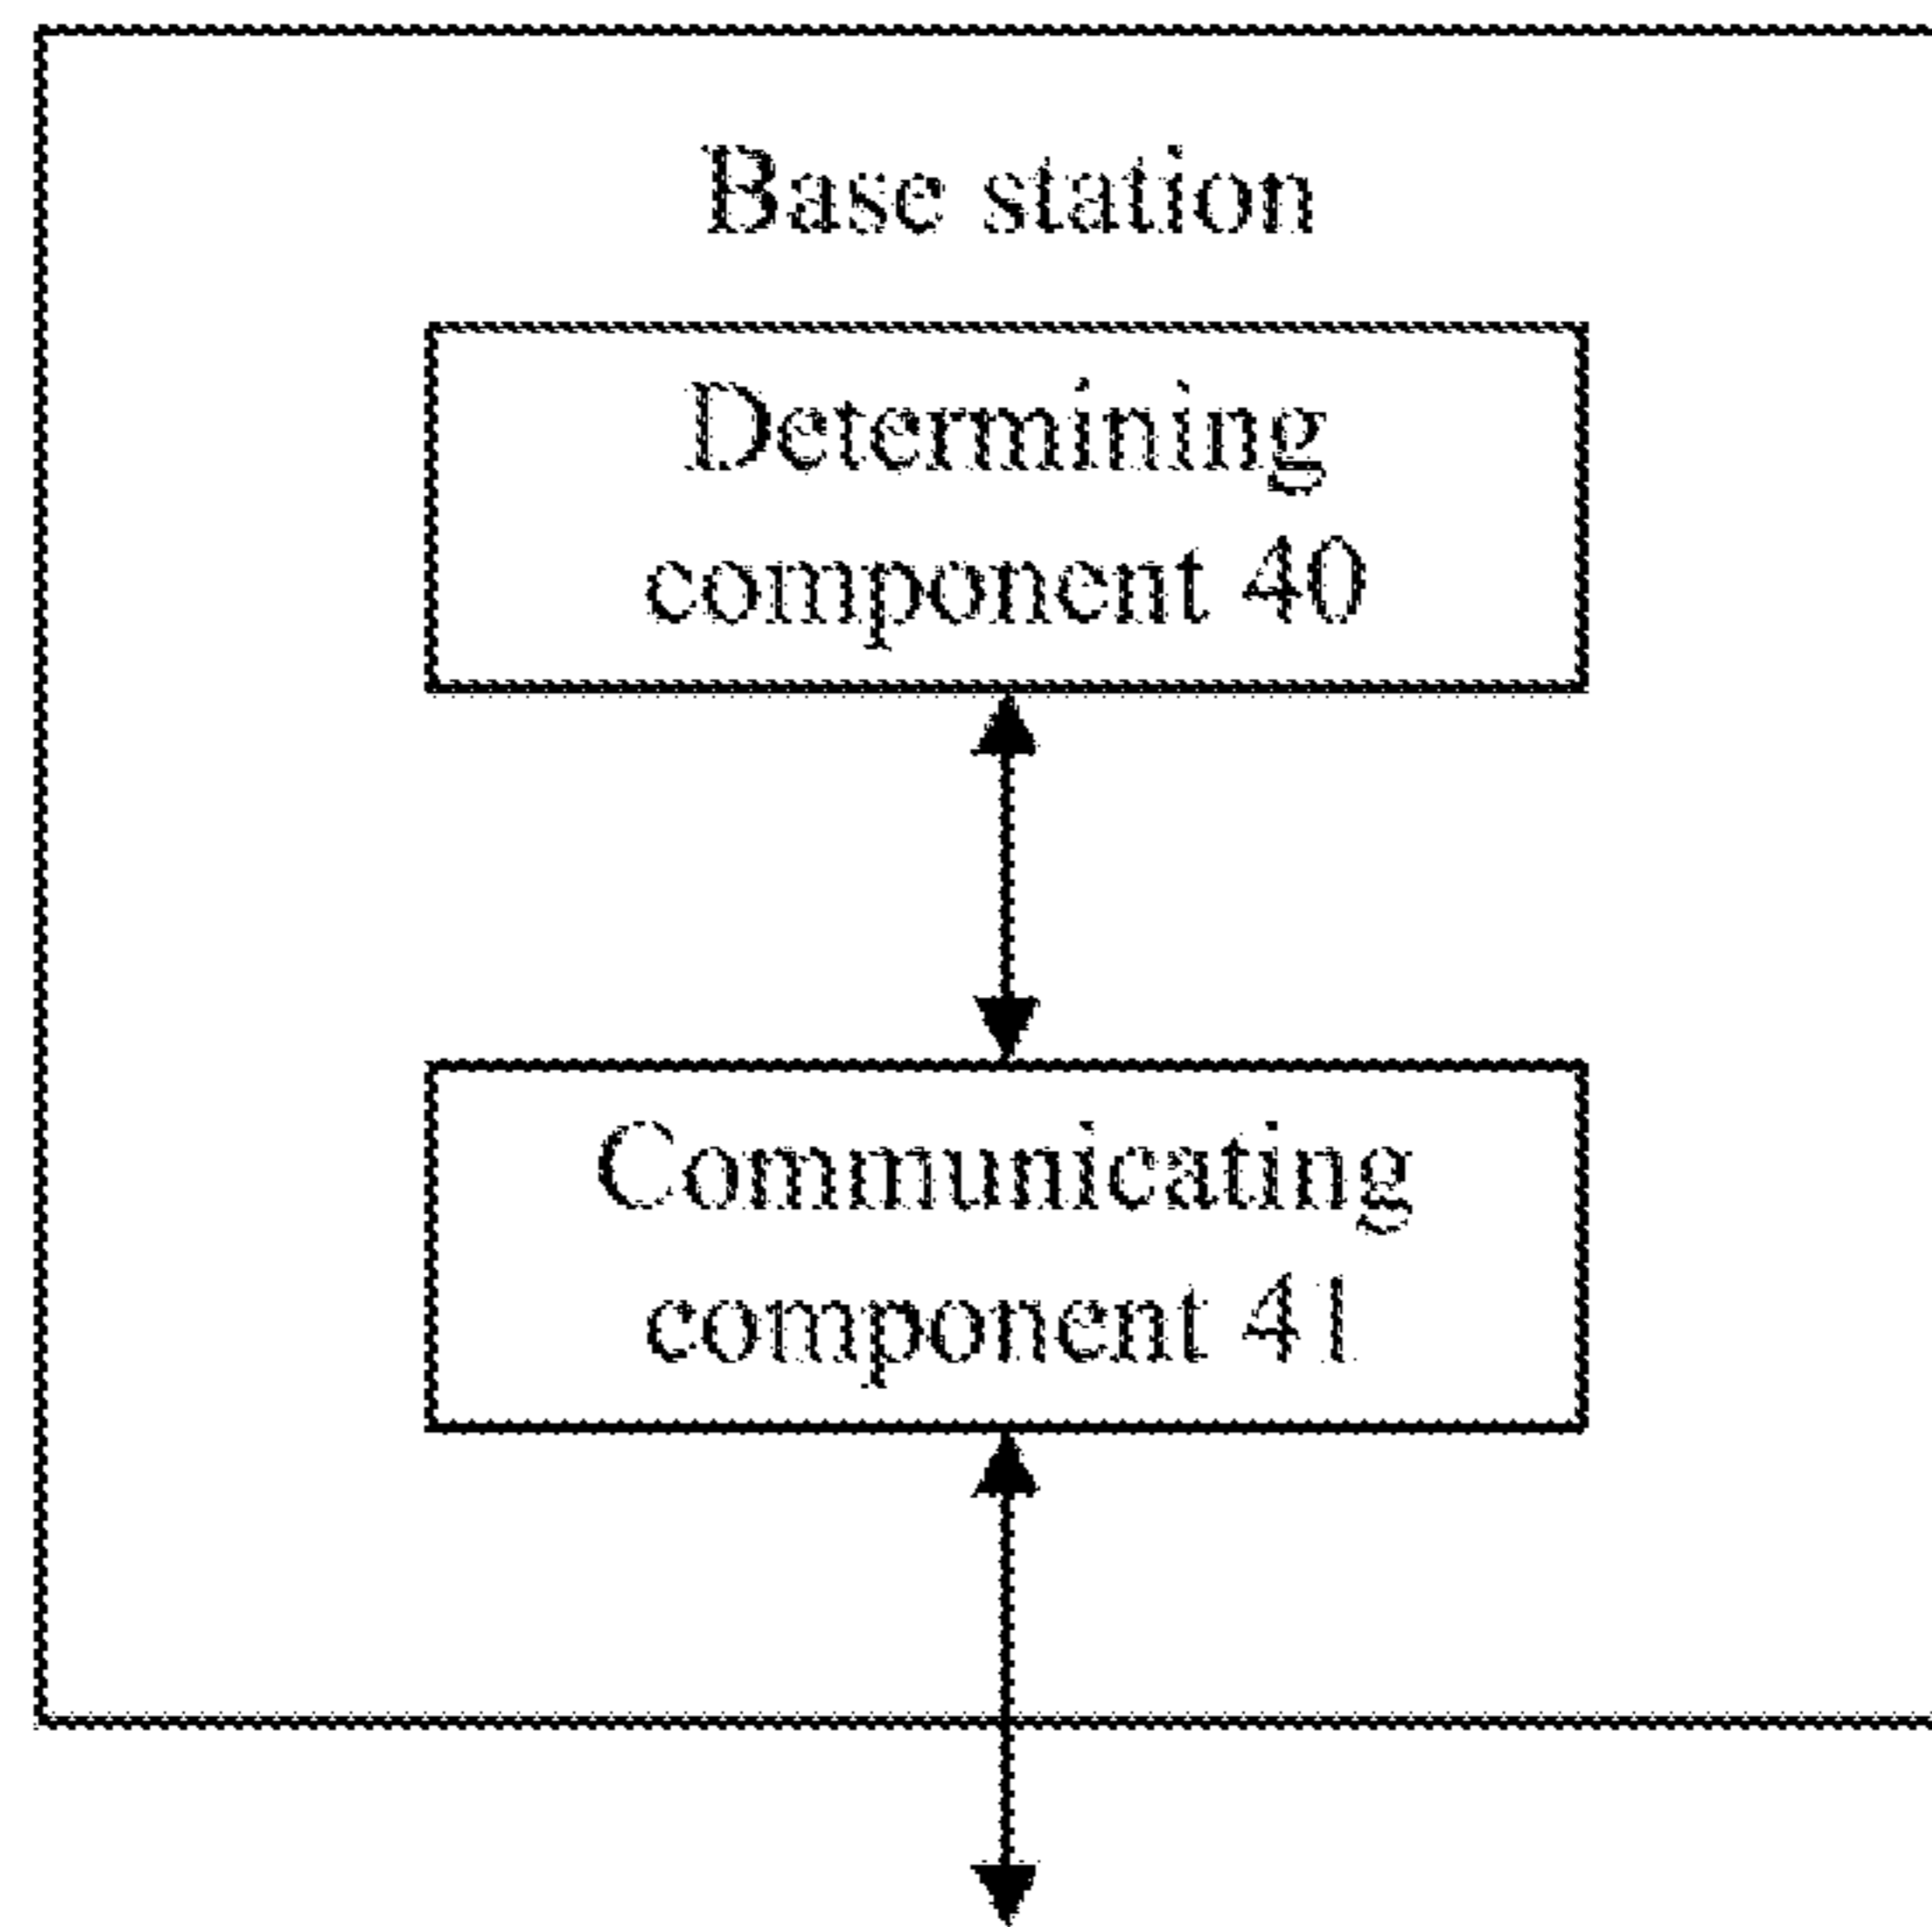 Base station
Determining
component 40
Communicating
component 41